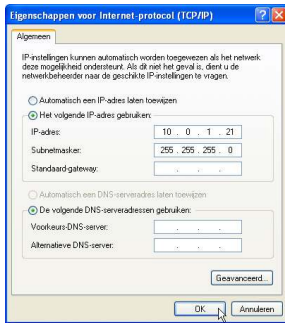 Eigenschappen voor Internet-protocol (TCP/IP)
Algemeen
IP-instellingen kunnen automatisch worden toegewezen als het netwerk
deze mogelijkheid ondersteunt. Als dit niet het geval is, dient u de
netwerkbeheerder naar de geschikte IP-instellingen te vragen.
Automatisch een IP-adres laten toewijzen
Het volgende IP-adres gebruiken:
IP-adres: 10 . 0 . 1 . 21
Subnetmasker: 255 . 255 . 255 . 0
Standaard-gateway: . . .
Automatisch een DNS-serveradres laten toewijzen
De volgende DNS-serveradressen gebruiken:
Voorkeurs-DNS-server: . . .
Alternatieve DNS-server: . . .
Geavanceerd...
OK Annuleren